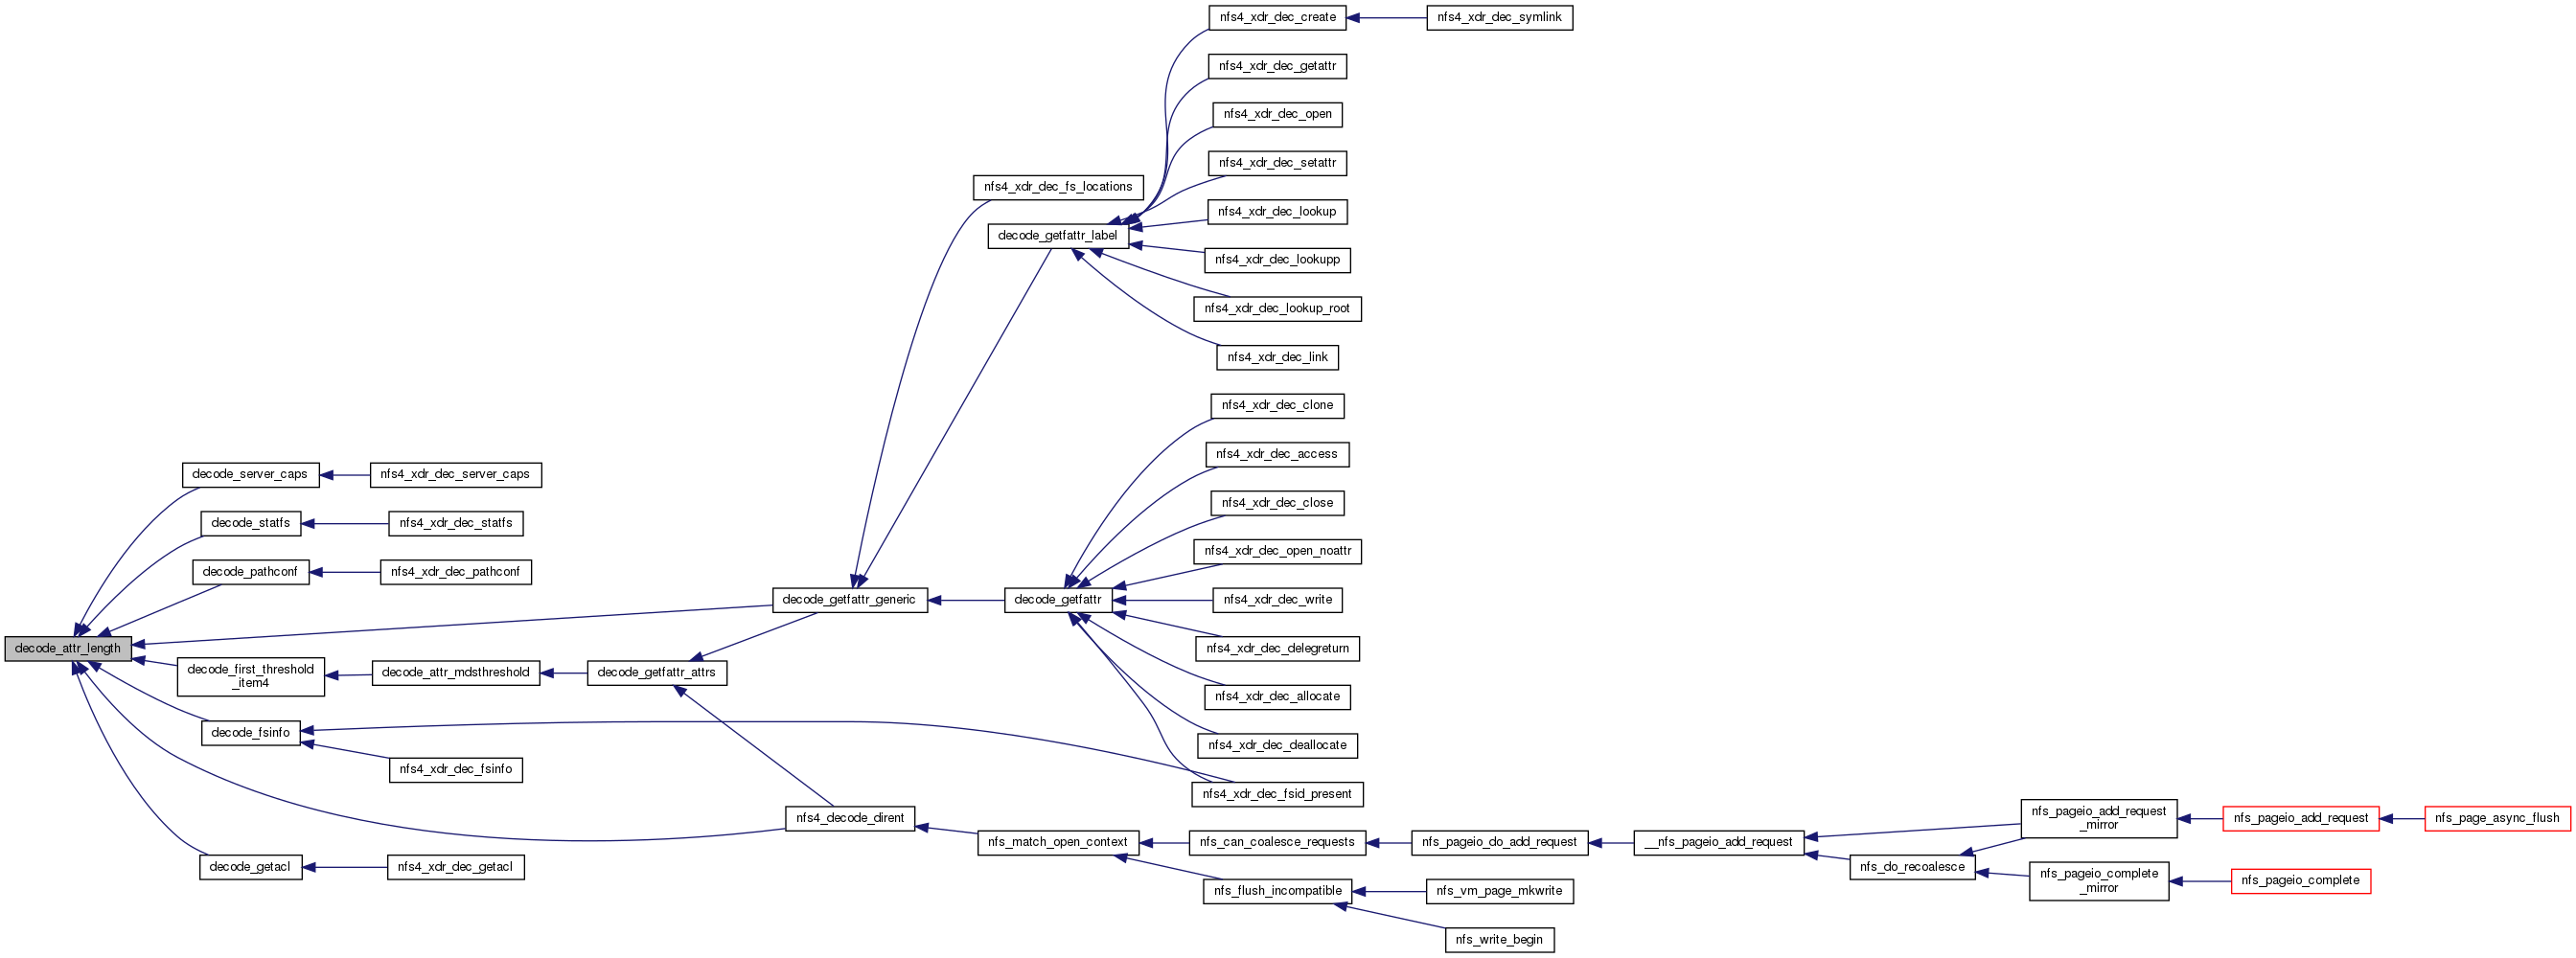 nfs4_xdr_dec_create
nfs4_xdr_dec_symlink
nfs4_xdr_dec_getattr
nfs4_xdr_dec_open
nfs4_xdr_dec_setattr
nfs4_xdr_dec_fs_locations
nfs4_xdr_dec_lookup
decode_getfattr_label
nfs4_xdr_dec_lookupp
nfs4_xdr_dec_lookup_root
nfs4_xdr_dec_link
nfs4_xdr_dec_clone
nfs4_xdr_dec_access
decode_server_caps
nfs4_xdr_dec_server_caps
nfs4_xdr_dec_close
decode_statfs
nfs4_xdr_dec_statfs
nfs4_xdr_dec_open_noattr
decode_pathconf
nfs4_xdr_dec_pathconf
decode_getfattr_generic
decode_getfattr
nfs4_xdr_dec_write
decode_attr_length
nfs4_xdr_dec_delegreturn
decode_first_threshold
_item4
decode_attr_mdsthreshold
decode_getfattr_attrs
nfs4_xdr_dec_allocate
decode_fsinfo
nfs4_xdr_dec_deallocate
nfs4_xdr_dec_fsinfo
nfs4_xdr_dec_fsid_present
nfs4_decode_dirent
nfs_pageio_add_request
_mirror
nfs_pageio_add_request
nfs_page_async_flush
nfs_match_open_context
nfs_can_coalesce_requests
nfs_pageio_do_add_request
__nfs_pageio_add_request
decode_getacl
nfs4_xdr_dec_getacl
nfs_do_recoalesce
nfs_pageio_complete
_mirror
nfs_pageio_complete
nfs_flush_incompatible
nfs_vm_page_mkwrite
nfs_write_begin